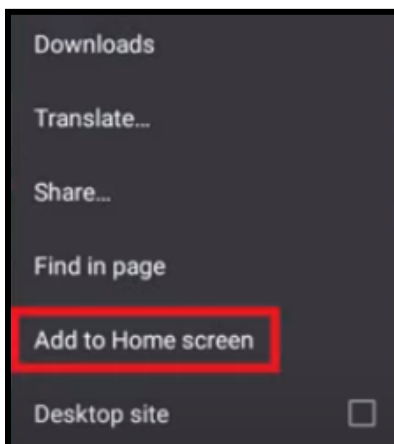 Downloads
Translate...
Share...
Find in page
Add to Home screen
Desktop site